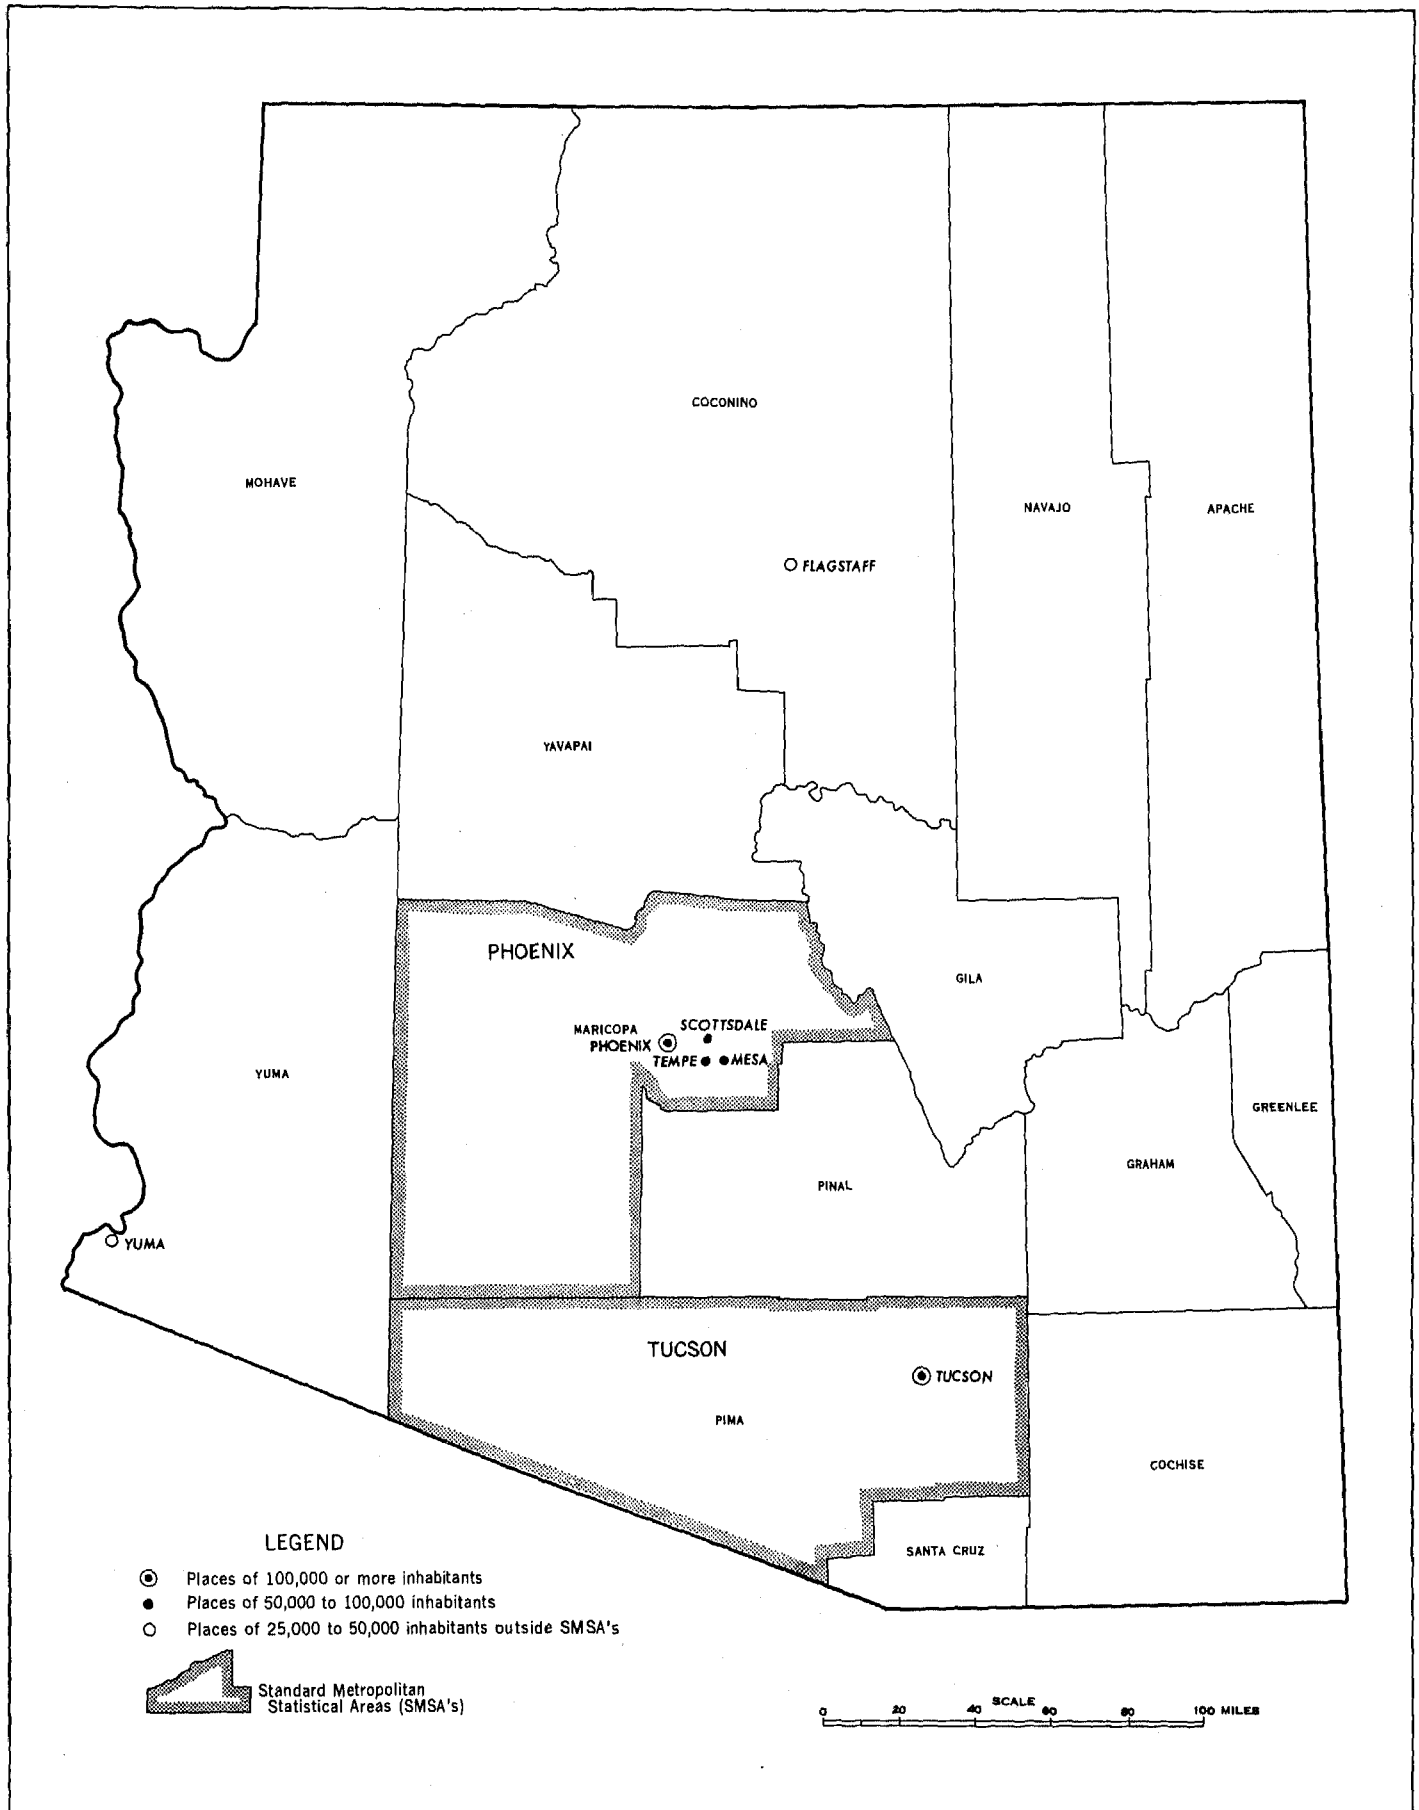 COCONINO
MOHAVE
NAVAJO
APACHE
FLAGSTAFF
YAVAPAI
PHOENIX
GILA
SCOTTSDALE
MARICOPA
PHOENIX
TEMPE
MESA
YUMA
GREENLEE
GRAHAM
PINAL
YUMA
TUCSON
TUCSON
PIMA
COCHISE
SANTA CRUZ
LEGEND
Places of 100,000 or more inhabitants
Places of 50,000 to 100,000 inhabitants
Places of 25,000 to 50,000 inhabitants outside SMSA's
Standard Metropolitan
Statistical Areas (SMSA's)
SCALE
0 20 40 60 80 100 MILES